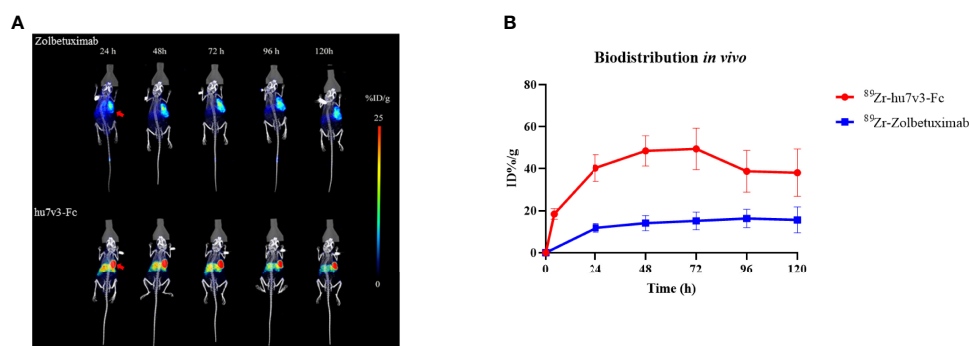 A
Zolbetuximab
24 h 48h 72 h 96 h 120h
%ID/g
25
0
hu7v3-Fc
B
Biodistribution in vivo
80
60
40
20
0
ID%/g
0 24 48 72 96 120
Time (h)
⁸⁹Zr-hu7v3-Fc
⁸⁹Zr-Zolbetuximab